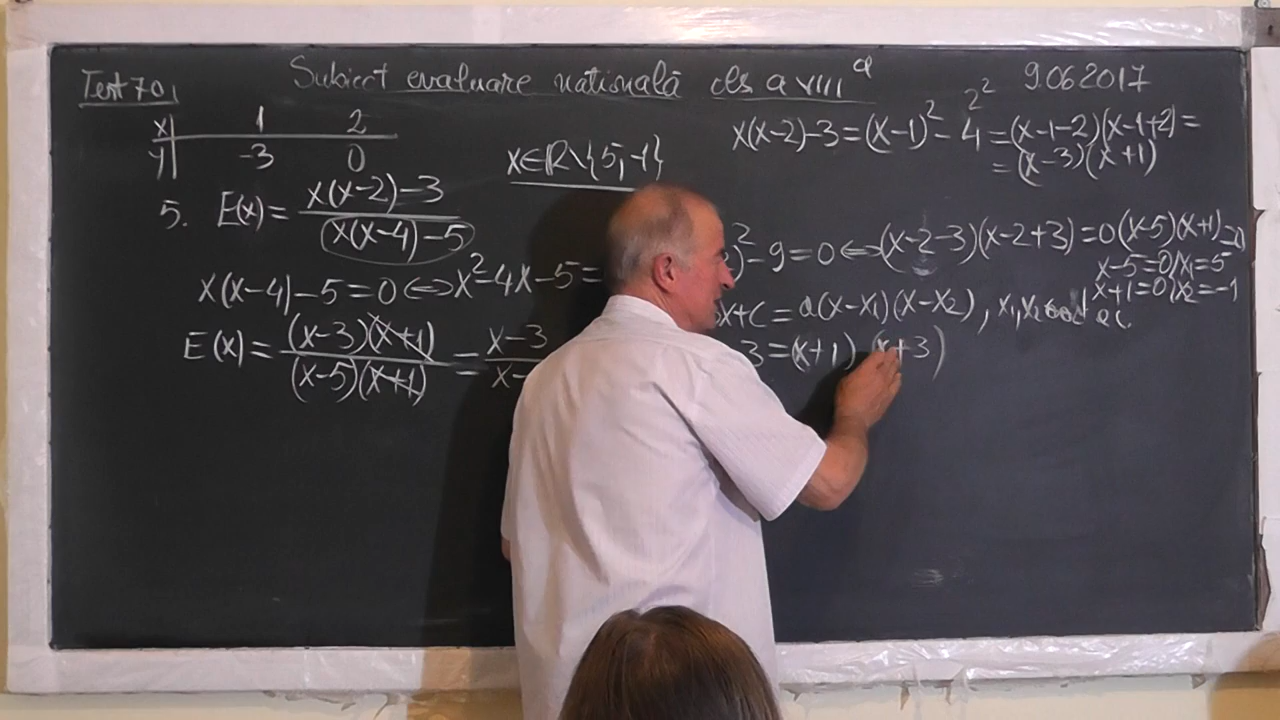 Test 70, Subiect evaluare națională cls a VIII a 9.06 2017
x| 1 2
y| -3 0
x∈ℝ\{5,-1}
x(x-2)-3=(x-1)²-4 2² =(x-1-2)(x-1+2)=
=(x-3)(x+1)
5. E(x)= x(x-2)-3
x(x-4)-5
x(x-4)-5=0⇔x²-4x-5=
)²-9=0⇔(x-2-3)(x-2+3)=0 (x-5)(x+1)=0
x-5=0/x₁=5
x+1=0/x₂=-1
x+c=a(x-x₁)(x-x₂), x₁,x₂ ec.
E(x)= (x-3)(x+1) = x-3
(x-5)(x+1) x-
3=(x+1) (x+3)